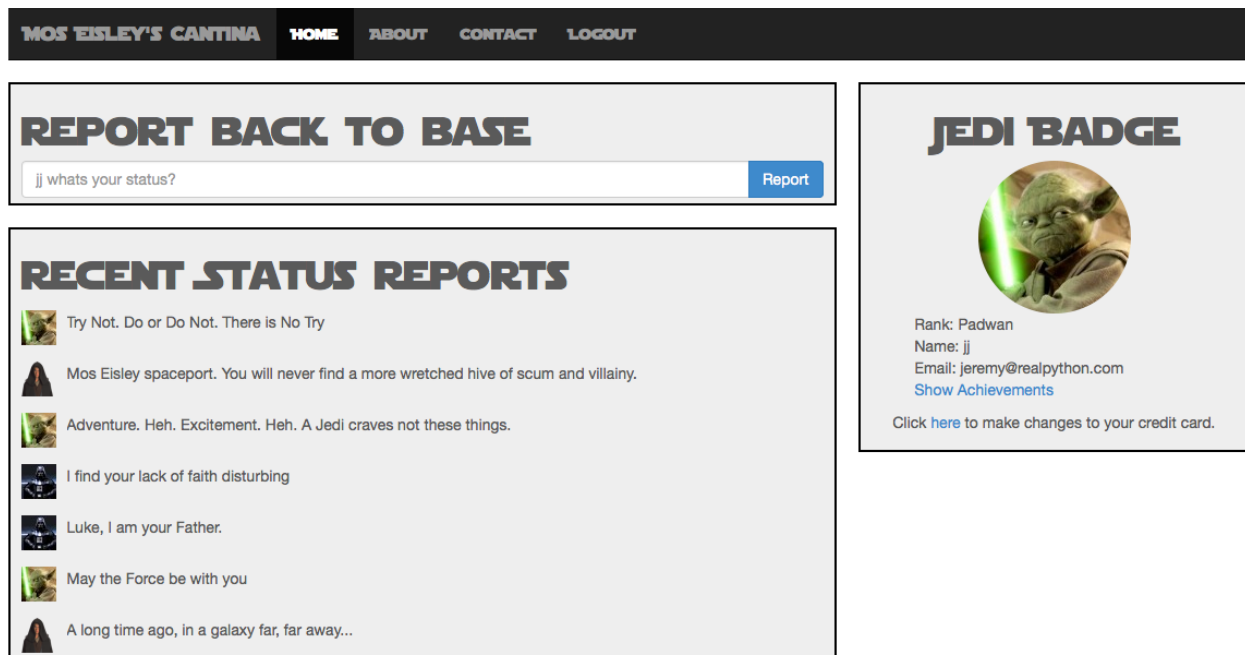 Mos Eisley's Cantina Home About Contact Logout
Report Back to Base
jj whats your status? Report
Recent Status Reports
Try Not. Do or Do Not. There is No Try
Mos Eisley spaceport. You will never find a more wretched hive of scum and villainy.
Adventure. Heh. Excitement. Heh. A Jedi craves not these things.
I find your lack of faith disturbing
Luke, I am your Father.
May the Force be with you
A long time ago, in a galaxy far, far away...
Jedi Badge
Rank: Padwan
Name: jj
Email: jeremy@realpython.com
Show Achievements
Click here to make changes to your credit card.